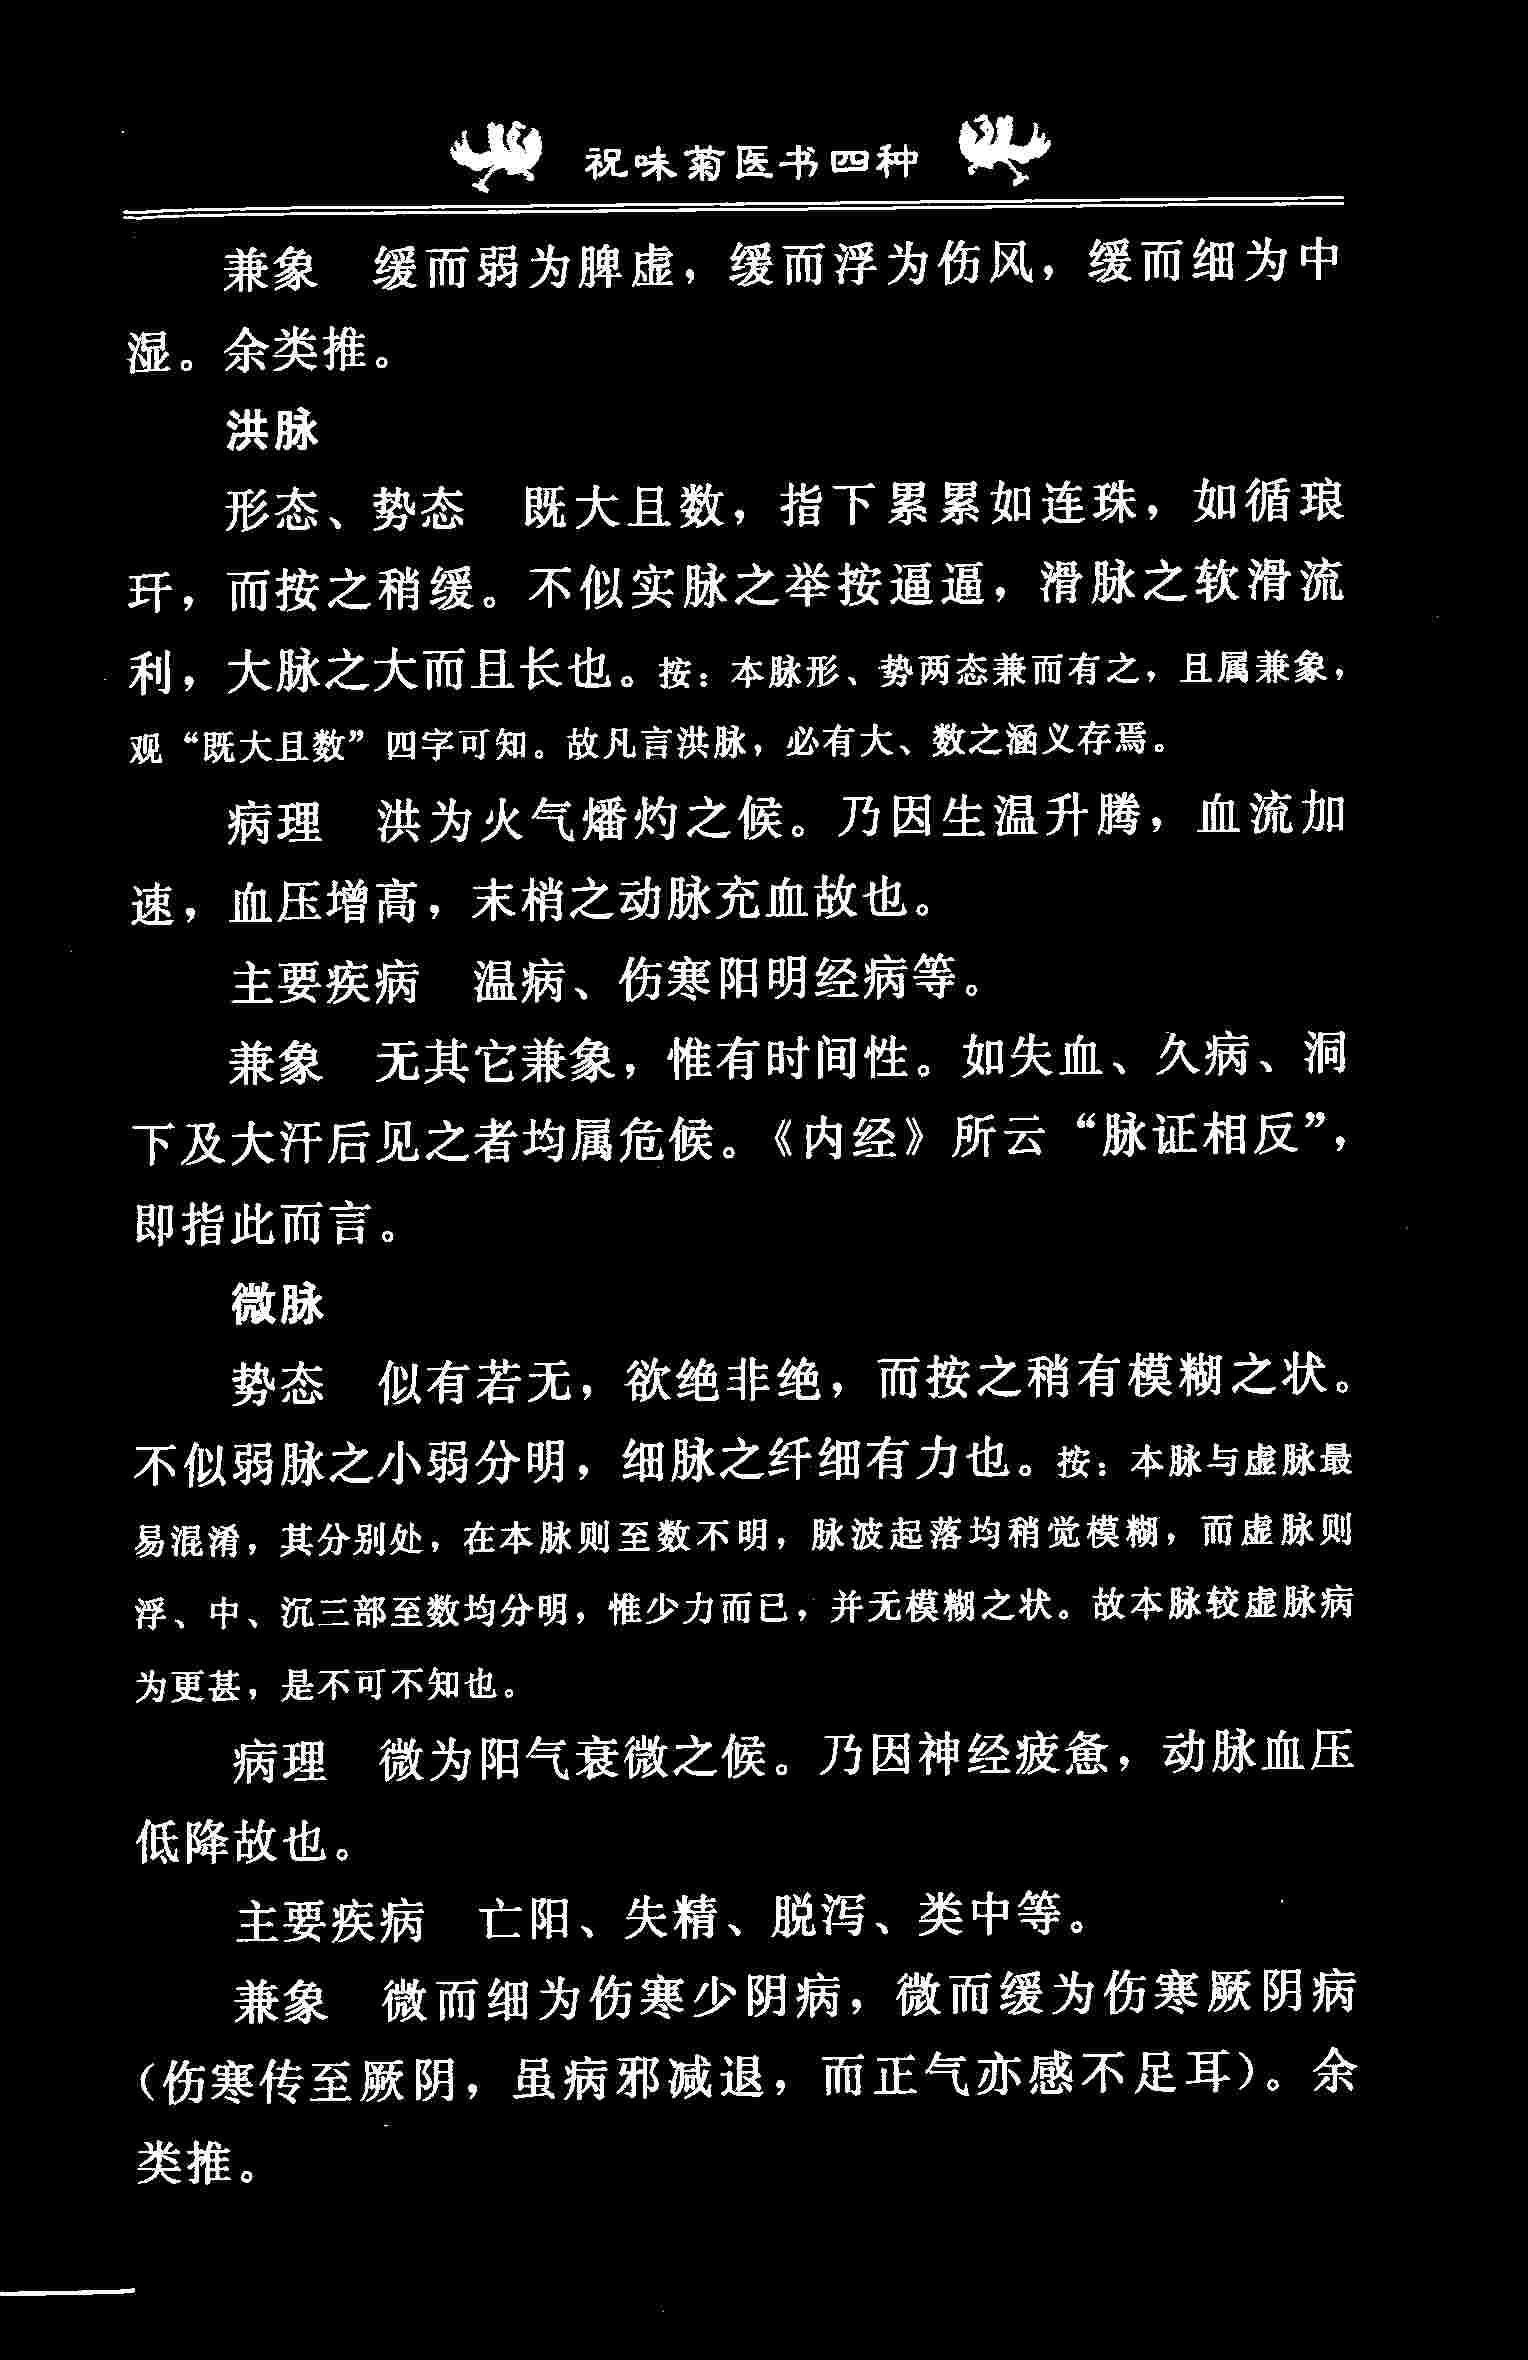 祝味菊医书四种
兼象　缓而弱为脾虚，缓而浮为伤风，缓而细为中
湿。余类推。
洪脉
形态、势态　既大且数，指下累累如连珠，如循琅
玕，而按之稍缓。不似实脉之举按逼逼，滑脉之软滑流
利，大脉之大而且长也。按：本脉形、势两态兼而有之，且属兼象，
观“既大且数”四字可知。故凡言洪脉，必有大、数之涵义存焉。
病理　洪为火气燔灼之候。乃因生温升腾，血流加
速，血压增高，末梢之动脉充血故也。
主要疾病　温病、伤寒阳明经病等。
兼象　无其它兼象，惟有时间性。如失血、久病、洞
下及大汗后见之者均属危候。《内经》所云“脉证相反”，
即指此而言。
微脉
势态　似有若无，欲绝非绝，而按之稍有模糊之状。
不似弱脉之小弱分明，细脉之纤细有力也。按：本脉与虚脉最
易混淆，其分别处，在本脉则至数不明，脉波起落均稍觉模糊，而虚脉则
浮、中、沉三部至数均分明，惟少力而已，并无模糊之状。故本脉较虚脉病
为更甚，是不可不知也。
病理　微为阳气衰微之候。乃因神经疲惫，动脉血压
低降故也。
主要疾病　亡阳、失精、脱泻、类中等。
兼象　微而细为伤寒少阴病，微而缓为伤寒厥阴病
（伤寒传至厥阴，虽病邪减退，而正气亦感不足耳）。余
类推。